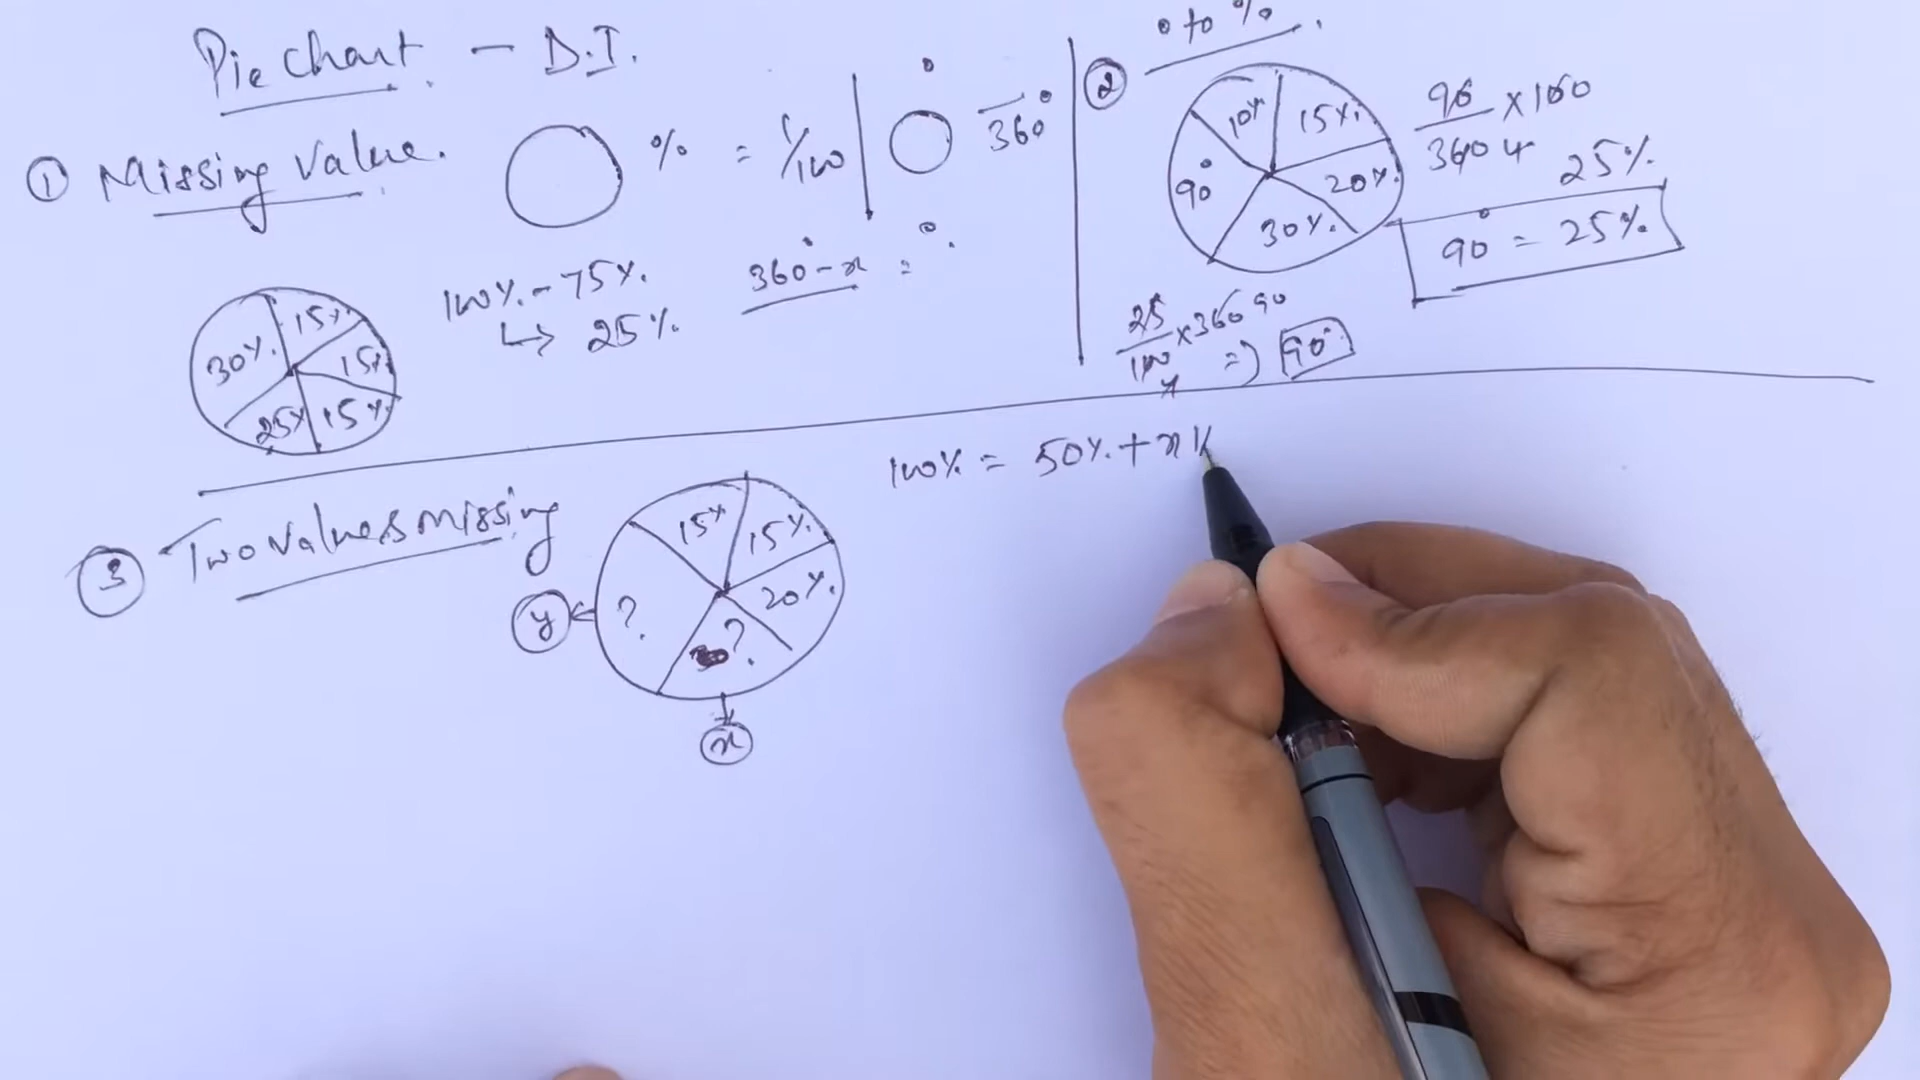 Pie Chart - D.I.
① Missing Value.
% = 1/100
°
/360°
30%. 15%. 15%. 15%. 25%
100%. - 75%.
↳ 25%.
360° - x = °.
② ° to %.
10% 15%. 20%. 30%. 90°
90/360 4 x 100
25%.
90° = 25%.
25/100 x 360 90
=) 90°
③ Two Values missing
15% 15%. 20%. ? ?
y
x
100% = 50%. + x